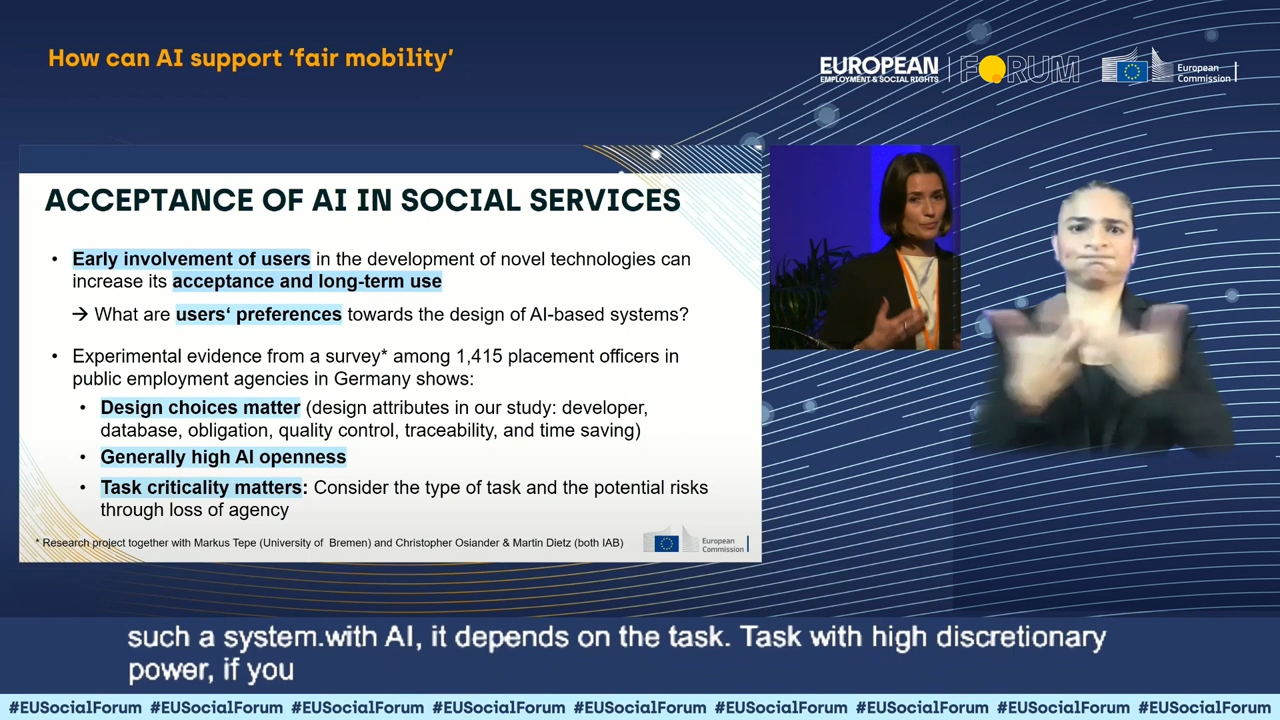 How can AI support ‘fair mobility’
EUROPEAN
EMPLOYMENT & SOCIAL RIGHTS
FORUM
European
Commission
ACCEPTANCE OF AI IN SOCIAL SERVICES
• Early involvement of users in the development of novel technologies can
increase its acceptance and long-term use
→ What are users‘ preferences towards the design of AI-based systems?
• Experimental evidence from a survey* among 1,415 placement officers in
public employment agencies in Germany shows:
• Design choices matter (design attributes in our study: developer,
database, obligation, quality control, traceability, and time saving)
• Generally high AI openness
• Task criticality matters: Consider the type of task and the potential risks
through loss of agency
* Research project together with Markus Tepe (University of Bremen) and Christopher Osiander & Martin Dietz (both IAB)
European
Commission
such a system.with AI, it depends on the task. Task with high discretionary
power, if you
#EUSocialForum #EUSocialForum #EUSocialForum #EUSocialForum #EUSocialForum #EUSocialForum #EUSocialForum #EUSocialForum #EUSocialForum